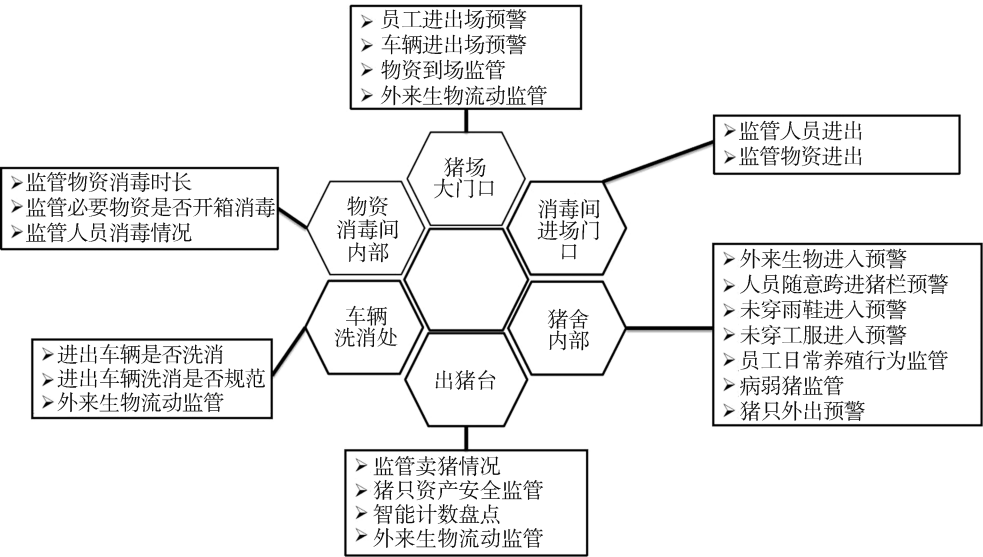 ➢员工进出场预警
➢车辆进出场预警
➢物资到场监管
➢外来生物流动监管
猪场
大门口
➢监管人员进出
➢监管物资进出
➢监管物资消毒时长
➢监管必要物资是否开箱消毒
➢监管人员消毒情况
物资
消毒间
内部
消毒间
进场门
口
➢外来生物进入预警
➢人员随意跨进猪栏预警
➢未穿雨鞋进入预警
➢未穿工服进入预警
➢员工日常养殖行为监管
➢病弱猪监管
➢猪只外出预警
车辆
洗消处
猪舍
内部
➢进出车辆是否洗消
➢进出车辆洗消是否规范
➢外来生物流动监管
出猪台
➢监管卖猪情况
➢猪只资产安全监管
➢智能计数盘点
➢外来生物流动监管